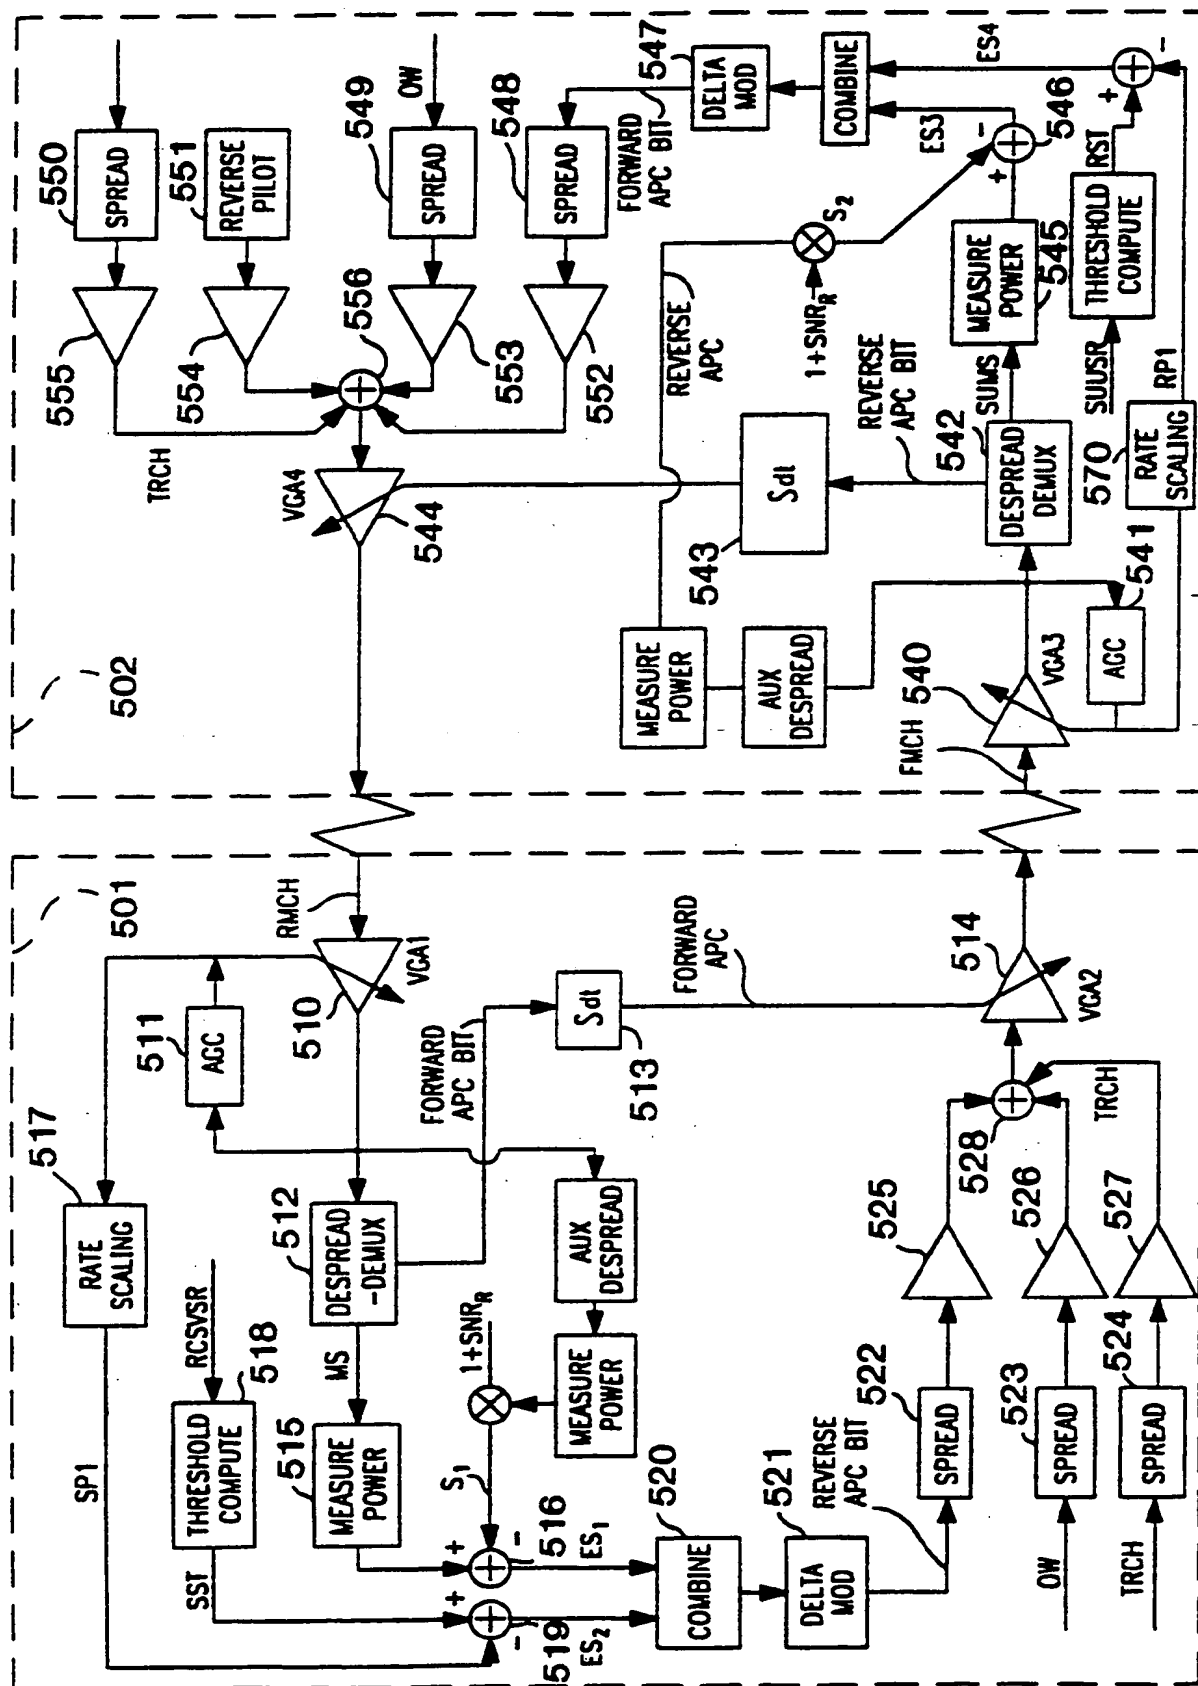 501
517
RATE
SCALING
SP1
RCSVSR
518
THRESHOLD
COMPUTE
SST
511
AGC
RMCH
510
VGA1
512
DESPREAD
-DEMUX
MS
515
MEASURE
POWER
FORWARD
APC BIT
Sdt
513
FORWARD
APC
AUX
DESPREAD
MEASURE
POWER
1+SNRR
S1
+
-
516
ES1
+
-
519
ES2
520
COMBINE
521
DELTA
MOD
REVERSE
APC BIT
522
SPREAD
525
OW
523
SPREAD
526
TRCH
524
SPREAD
527
TRCH
528
514
VGA2
502
550
SPREAD
555
TRCH
551
REVERSE
PILOT
554
OW
549
SPREAD
553
548
SPREAD
552
556
VGA4
544
FORWARD
APC BIT
547
DELTA
MOD
COMBINE
ES3
ES4
REVERSE
APC
1+SNRR
S2
+
-
546
MEASURE
POWER
AUX
DESPREAD
543
Sdt
REVERSE
APC BIT
542
DESPREAD
DEMUX
SUMS
MEASURE
POWER
545
SUUSR
THRESHOLD
COMPUTE
RST
+
-
FMCH
540
VGA3
AGC
541
570
RATE
SCALING
RP1